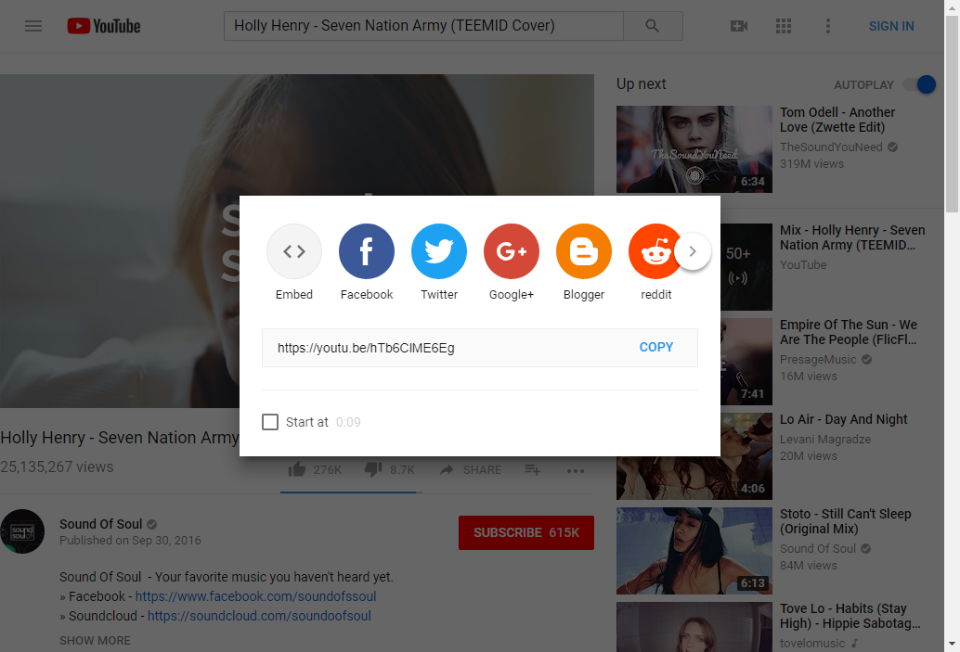 YouTube
Holly Henry - Seven Nation Army (TEEMID Cover)
SIGN IN
Up next
AUTOPLAY
TheSoundYouNeed
6:34
Tom Odell - Another
Love (Zwette Edit)
TheSoundYouNeed
319M views
50+
Mix - Holly Henry - Seven
Nation Army (TEEMID...
YouTube
7:41
Empire Of The Sun - We
Are The People (FlicFl...
PresageMusic
16M views
4:06
Lo Air - Day And Night
Levani Magradze
20M views
6:13
Stoto - Still Can't Sleep
(Original Mix)
Sound Of Soul
84M views
Tove Lo - Habits (Stay
High) - Hippie Sabotag...
tovelomusic
Embed
Facebook
Twitter
Google+
Blogger
reddit
https://youtu.be/hTb6CIME6Eg
COPY
Start at 0:09
Holly Henry - Seven Nation Army
25,135,267 views
276K
8.7K
SHARE
Sound Of Soul
Published on Sep 30, 2016
SUBSCRIBE 615K
Sound Of Soul - Your favorite music you haven't heard yet.
» Facebook - https://www.facebook.com/soundofssoul
» Soundcloud - https://soundcloud.com/soundoofsoul
SHOW MORE